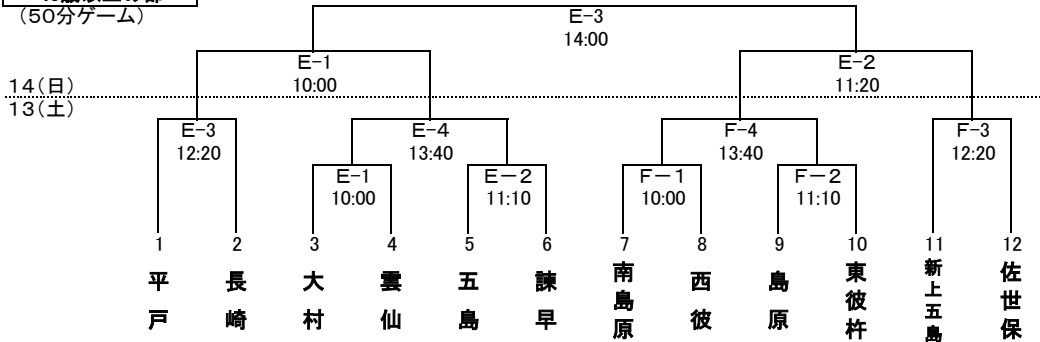 (50分ゲーム)
E-3
14:00
E-1
10:00
E-2
11:20
14(日)
13(土)
E-3
12:20
E-4
13:40
F-4
13:40
F-3
12:20
E-1
10:00
E-2
11:10
F-1
10:00
F-2
11:10
1
2
3
4
5
6
7
8
9
10
11
12
平戸
長崎
大村
雲仙
五島
諫早
南島原
西彼
島原
東彼杵
新上五島
佐世保